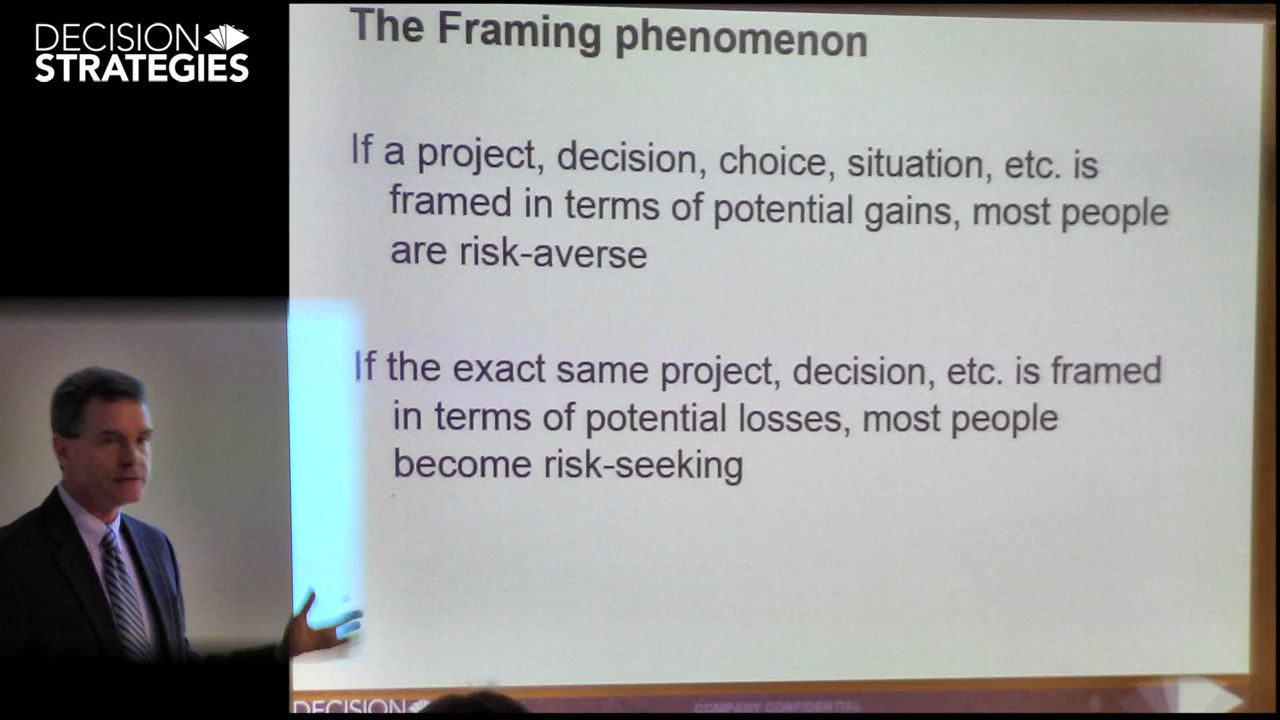 DECISION
STRATEGIES
The Framing phenomenon
If a project, decision, choice, situation, etc. is
framed in terms of potential gains, most people
are risk-averse
If the exact same project, decision, etc. is framed
in terms of potential losses, most people
become risk-seeking
DECISION
COMPANY CONFIDENTIAL